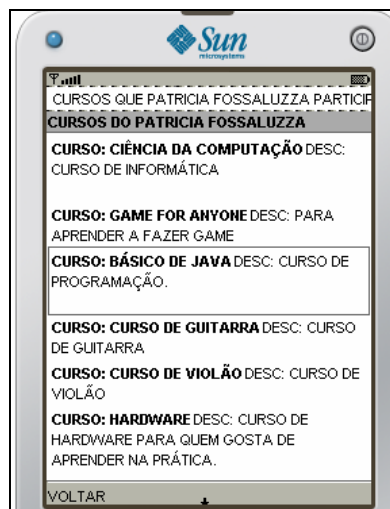 Sun
microsystems
CURSOS QUE PATRICIA FOSSALUZZA PARTICIF
CURSOS DO PATRICIA FOSSALUZZA
CURSO: CIÊNCIA DA COMPUTAÇÃO DESC:
CURSO DE INFORMÁTICA
CURSO: GAME FOR ANYONE DESC: PARA
APRENDER A FAZER GAME
CURSO: BÁSICO DE JAVA DESC: CURSO DE
PROGRAMAÇÃO.
CURSO: CURSO DE GUITARRA DESC: CURSO
DE GUITARRA
CURSO: CURSO DE VIOLÃO DESC: CURSO DE
VIOLÃO
CURSO: HARDWARE DESC: CURSO DE
HARDWARE PARA QUEM GOSTA DE
APRENDER NA PRÁTICA.
VOLTAR